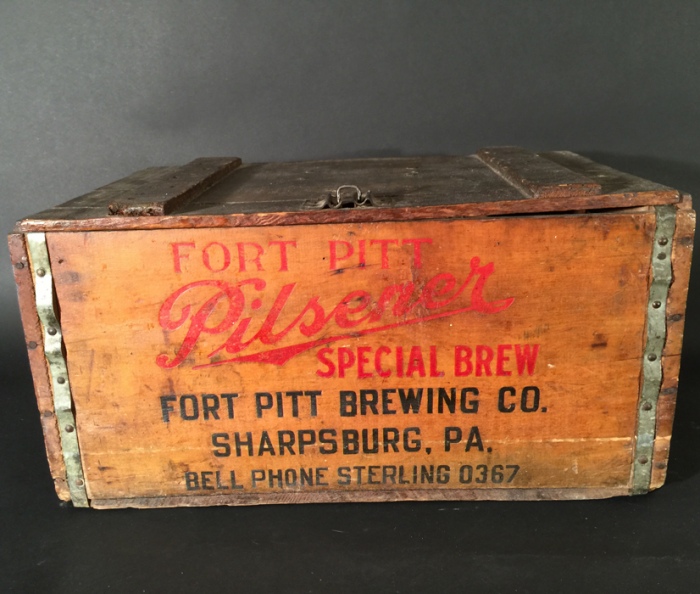 FORT PITT
Pilsener
SPECIAL BREW
FORT PITT BREWING CO.
SHARPSBURG, PA.
BELL PHONE STERLING 0367